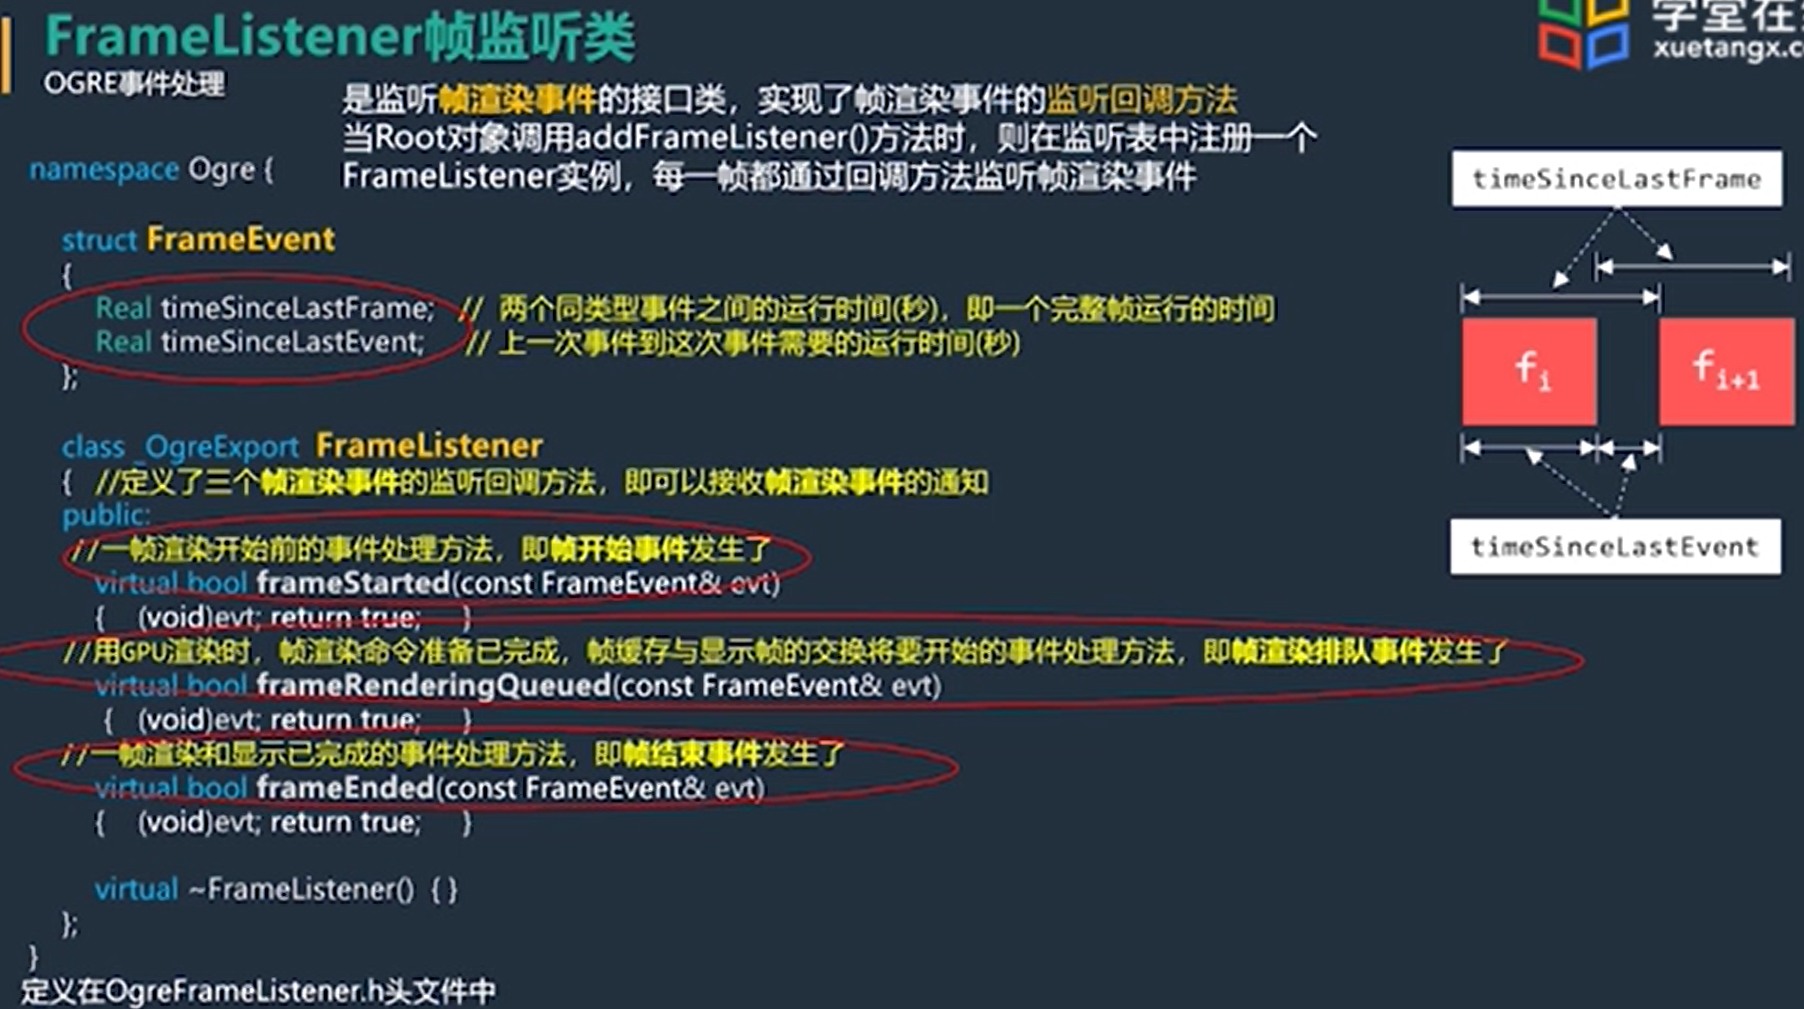 FrameListener帧监听类
OGRE事件处理
学堂在
xuetangx.c
是监听帧渲染事件的接口类，实现了帧渲染事件的监听回调方法
当Root对象调用addFrameListener()方法时，则在监听表中注册一个
FrameListener实例，每一帧都通过回调方法监听帧渲染事件
namespace Ogre {
struct FrameEvent
{
Real timeSinceLastFrame; // 两个同类型事件之间的运行时间(秒)，即一个完整帧运行的时间
Real timeSinceLastEvent; // 上一次事件到这次事件需要的运行时间(秒)
};
class _OgreExport FrameListener
{ //定义了三个帧渲染事件的监听回调方法，即可以接收帧渲染事件的通知
public:
//一帧渲染开始前的事件处理方法，即帧开始事件发生了
virtual bool frameStarted(const FrameEvent& evt)
{ (void)evt; return true; }
//用GPU渲染时，帧渲染命令准备已完成，帧缓存与显示帧的交换将要开始的事件处理方法，即帧渲染排队事件发生了
virtual bool frameRenderingQueued(const FrameEvent& evt)
{ (void)evt; return true; }
//一帧渲染和显示已完成的事件处理方法，即帧结束事件发生了
virtual bool frameEnded(const FrameEvent& evt)
{ (void)evt; return true; }
virtual ~FrameListener() { }
};
}
定义在OgreFrameListener.h头文件中
timeSinceLastFrame
fi
fi+1
timeSinceLastEvent